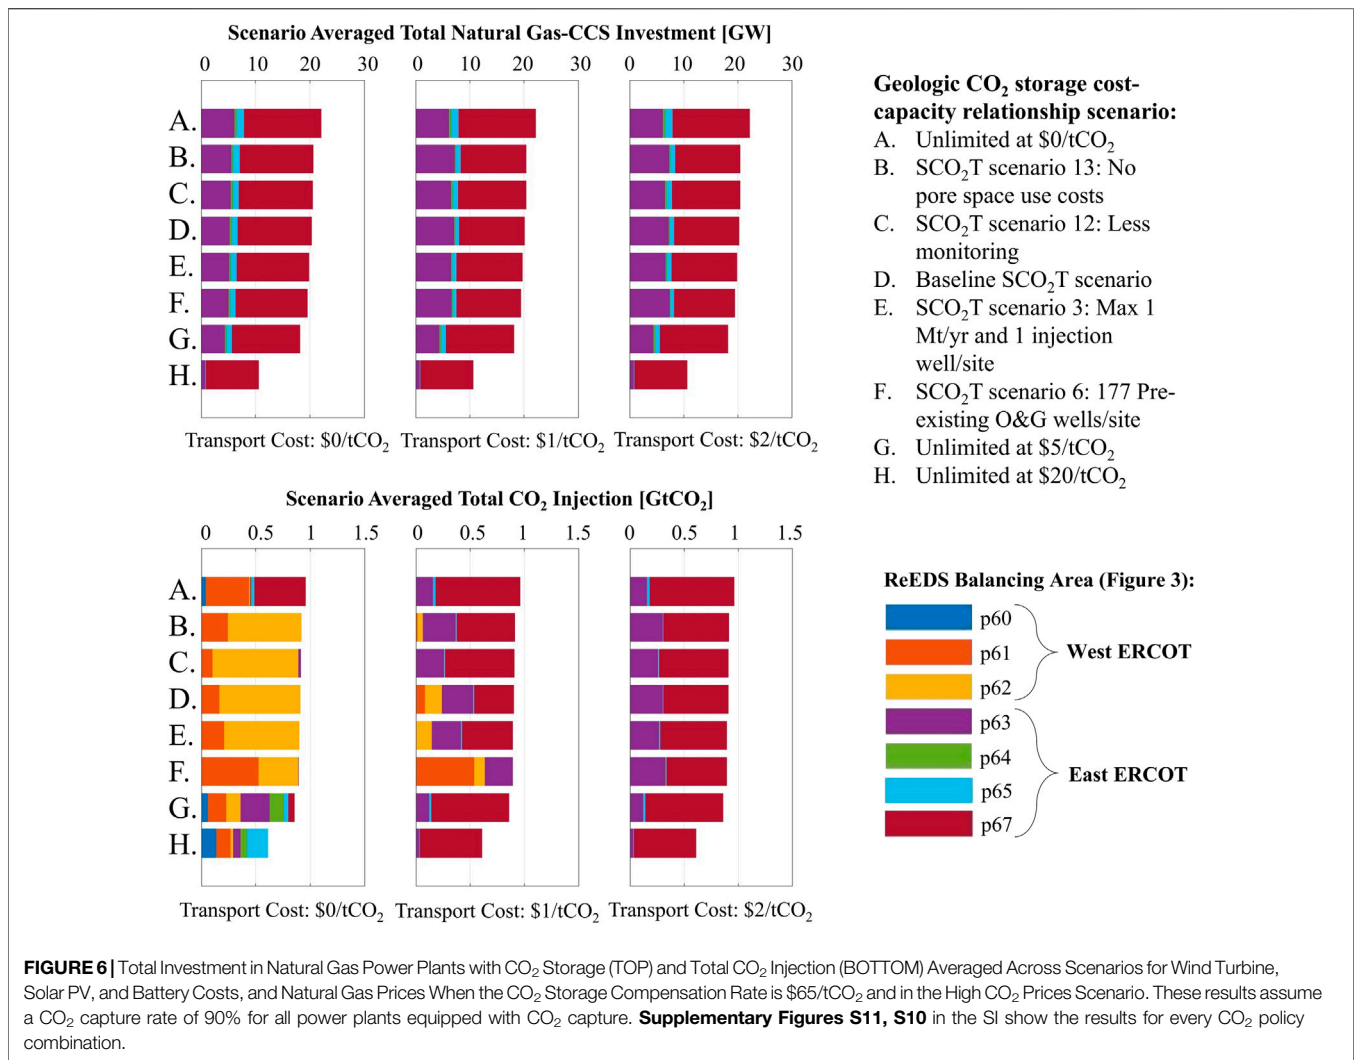 Scenario Averaged Total Natural Gas-CCS Investment [GW]
0 10 20 30 0 10 20 30 0 10 20 30
A.
B.
C.
D.
E.
F.
G.
H.
Transport Cost: $0/tCO₂ Transport Cost: $1/tCO₂ Transport Cost: $2/tCO₂
Geologic CO₂ storage cost-
capacity relationship scenario:
A. Unlimited at $0/tCO₂
B. SCO₂T scenario 13: No
pore space use costs
C. SCO₂T scenario 12: Less
monitoring
D. Baseline SCO₂T scenario
E. SCO₂T scenario 3: Max 1
Mt/yr and 1 injection
well/site
F. SCO₂T scenario 6: 177 Pre-
existing O&G wells/site
G. Unlimited at $5/tCO₂
H. Unlimited at $20/tCO₂
Scenario Averaged Total CO₂ Injection [GtCO₂]
0 0.5 1 1.5 0 0.5 1 1.5 0 0.5 1 1.5
A.
B.
C.
D.
E.
F.
G.
H.
Transport Cost: $0/tCO₂ Transport Cost: $1/tCO₂ Transport Cost: $2/tCO₂
ReEDS Balancing Area (Figure 3):
p60
p61
p62
West ERCOT
p63
p64
p65
p67
East ERCOT
FIGURE 6 | Total Investment in Natural Gas Power Plants with CO₂ Storage (TOP) and Total CO₂ Injection (BOTTOM) Averaged Across Scenarios for Wind Turbine,
Solar PV, and Battery Costs, and Natural Gas Prices When the CO₂ Storage Compensation Rate is $65/tCO₂ and in the High CO₂ Prices Scenario. These results assume
a CO₂ capture rate of 90% for all power plants equipped with CO₂ capture. Supplementary Figures S11, S10 in the SI show the results for every CO₂ policy
combination.